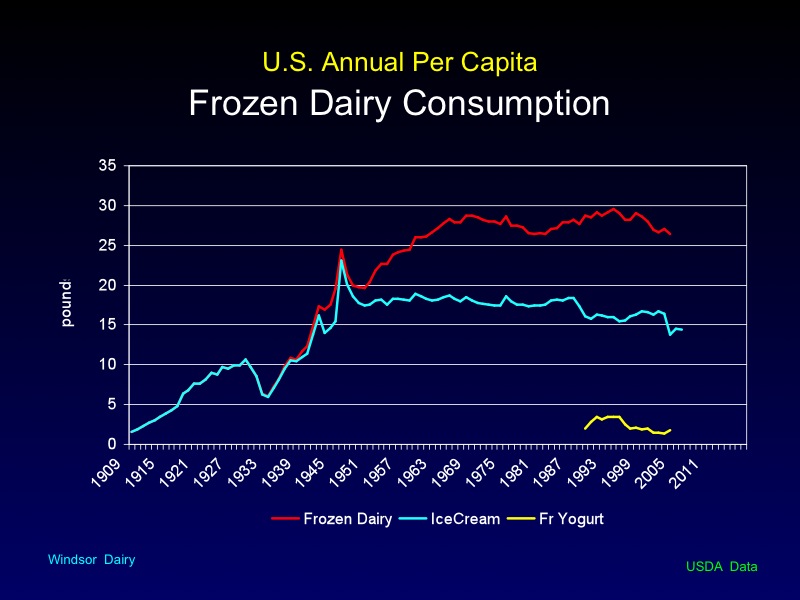 U.S. Annual Per Capita
Frozen Dairy Consumption
35
30
25
20
15
10
5
0
pound
1909 1915 1921 1927 1933 1939 1945 1951 1957 1963 1969 1975 1981 1987 1993 1999 2005 2011
Frozen Dairy IceCream Fr Yogurt
Windsor Dairy
USDA Data